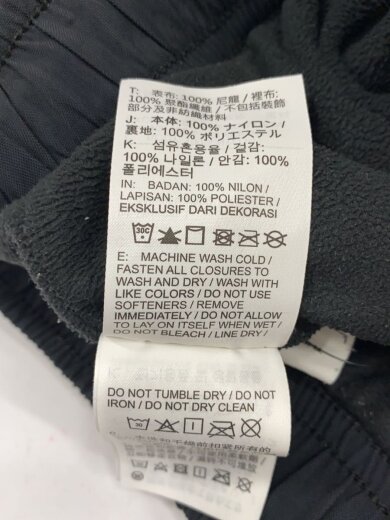 T: 表布: 100% 尼龍 / 裡布:
100% 聚酯纖維 / 不包括裝飾
部分及非紡織材料
J: 本体: 100% ナイロン /
裏地: 100% ポリエステル
K: 섬유혼용율 / 겉감:
100% 나일론 / 안감: 100%
폴리에스터
IN: BADAN: 100% NILON /
LAPISAN: 100% POLIESTER /
EKSKLUSIF DARI DEKORASI
30C
E: MACHINE WASH COLD /
FASTEN ALL CLOSURES TO
WASH AND DRY / WASH WITH
LIKE COLORS / DO NOT USE
SOFTENERS / REMOVE
IMMEDIATELY / DO NOT ALLOW
TO LAY ON ITSELF WHEN WET /
DO NOT BLEACH / LINE DRY /
DO NOT TUMBLE DRY / DO NOT
IRON / DO NOT DRY CLEAN
30